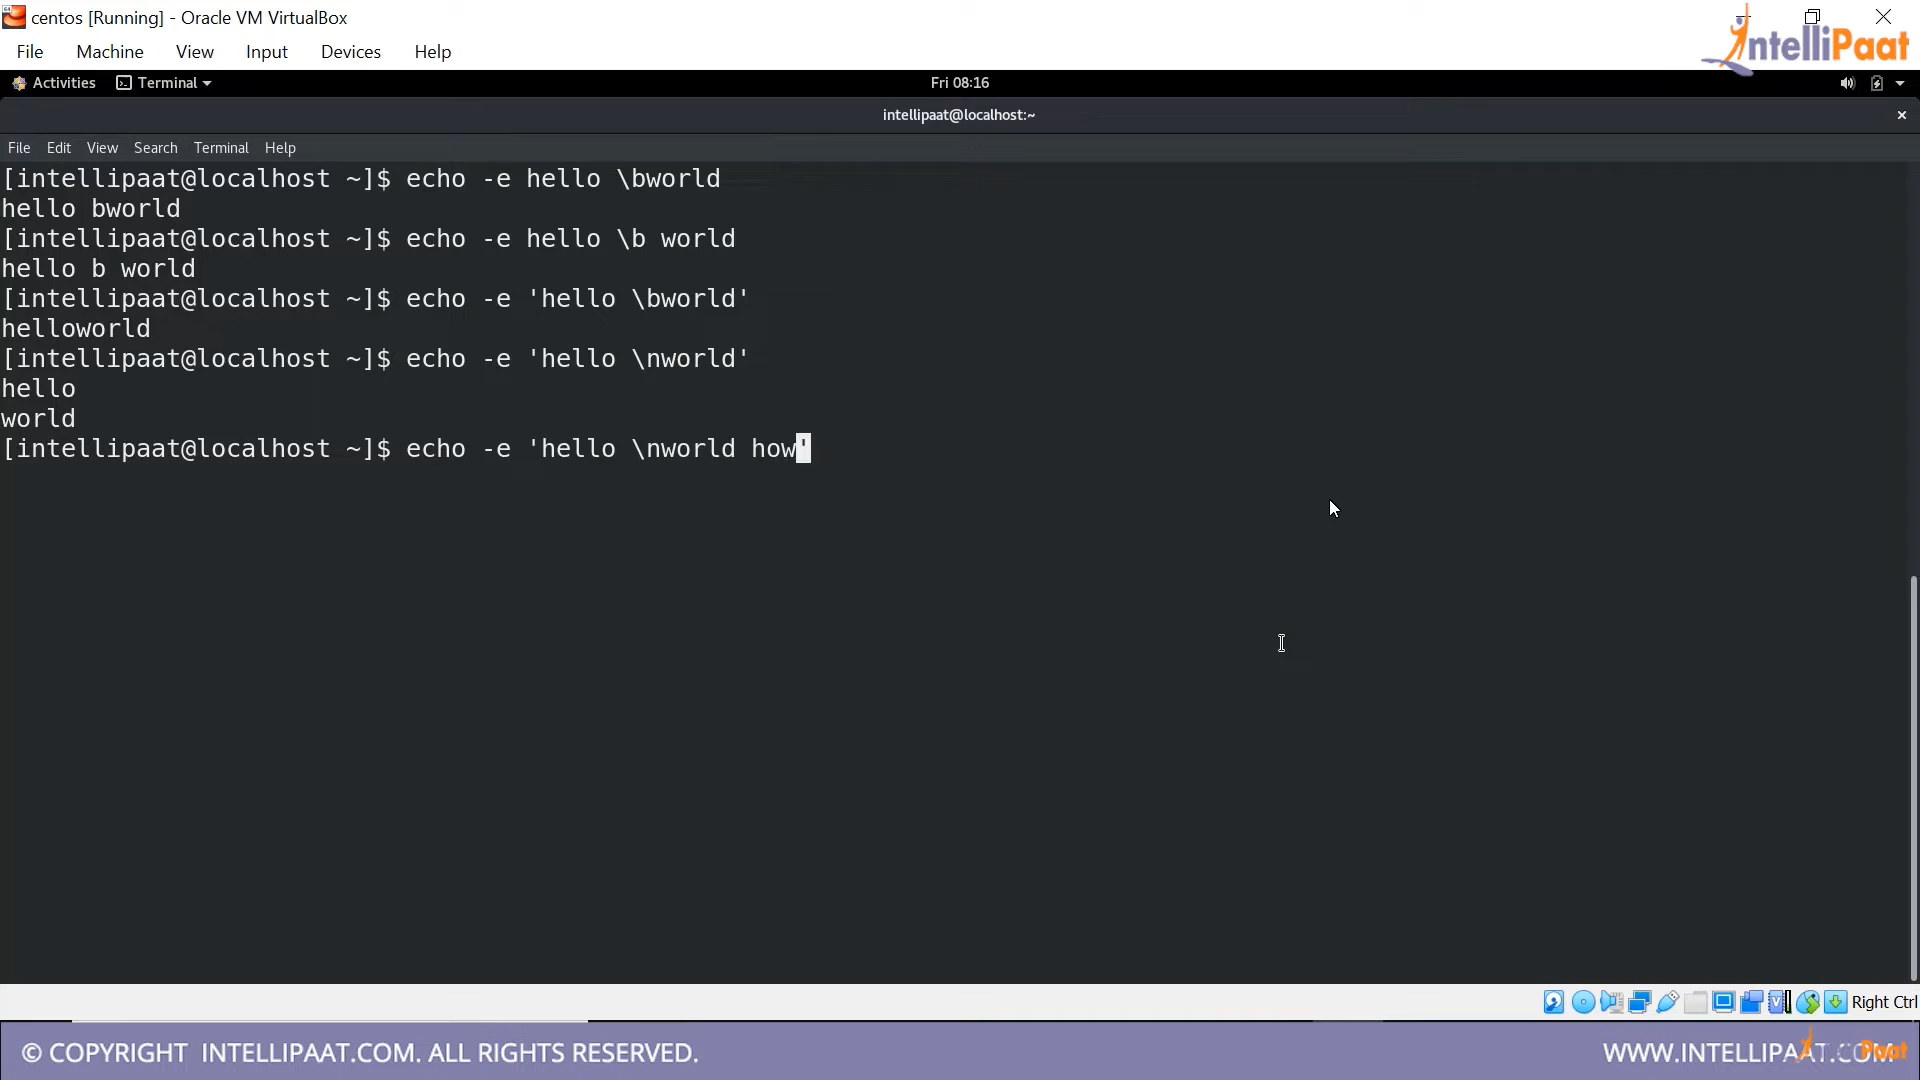 centos [Running] - Oracle VM VirtualBox
File Machine View Input Devices Help
IntelliPaat
Activities Terminal Fri 08:16
intellipaat@localhost:~
File Edit View Search Terminal Help
[intellipaat@localhost ~]$ echo -e hello \bworld
hello bworld
[intellipaat@localhost ~]$ echo -e hello \b world
hello b world
[intellipaat@localhost ~]$ echo -e 'hello \bworld'
helloworld
[intellipaat@localhost ~]$ echo -e 'hello \nworld'
hello
world
[intellipaat@localhost ~]$ echo -e 'hello \nworld how'
Right Ctrl
© COPYRIGHT INTELLIPAAT.COM. ALL RIGHTS RESERVED. WWW.INTELLIPAAT.COM